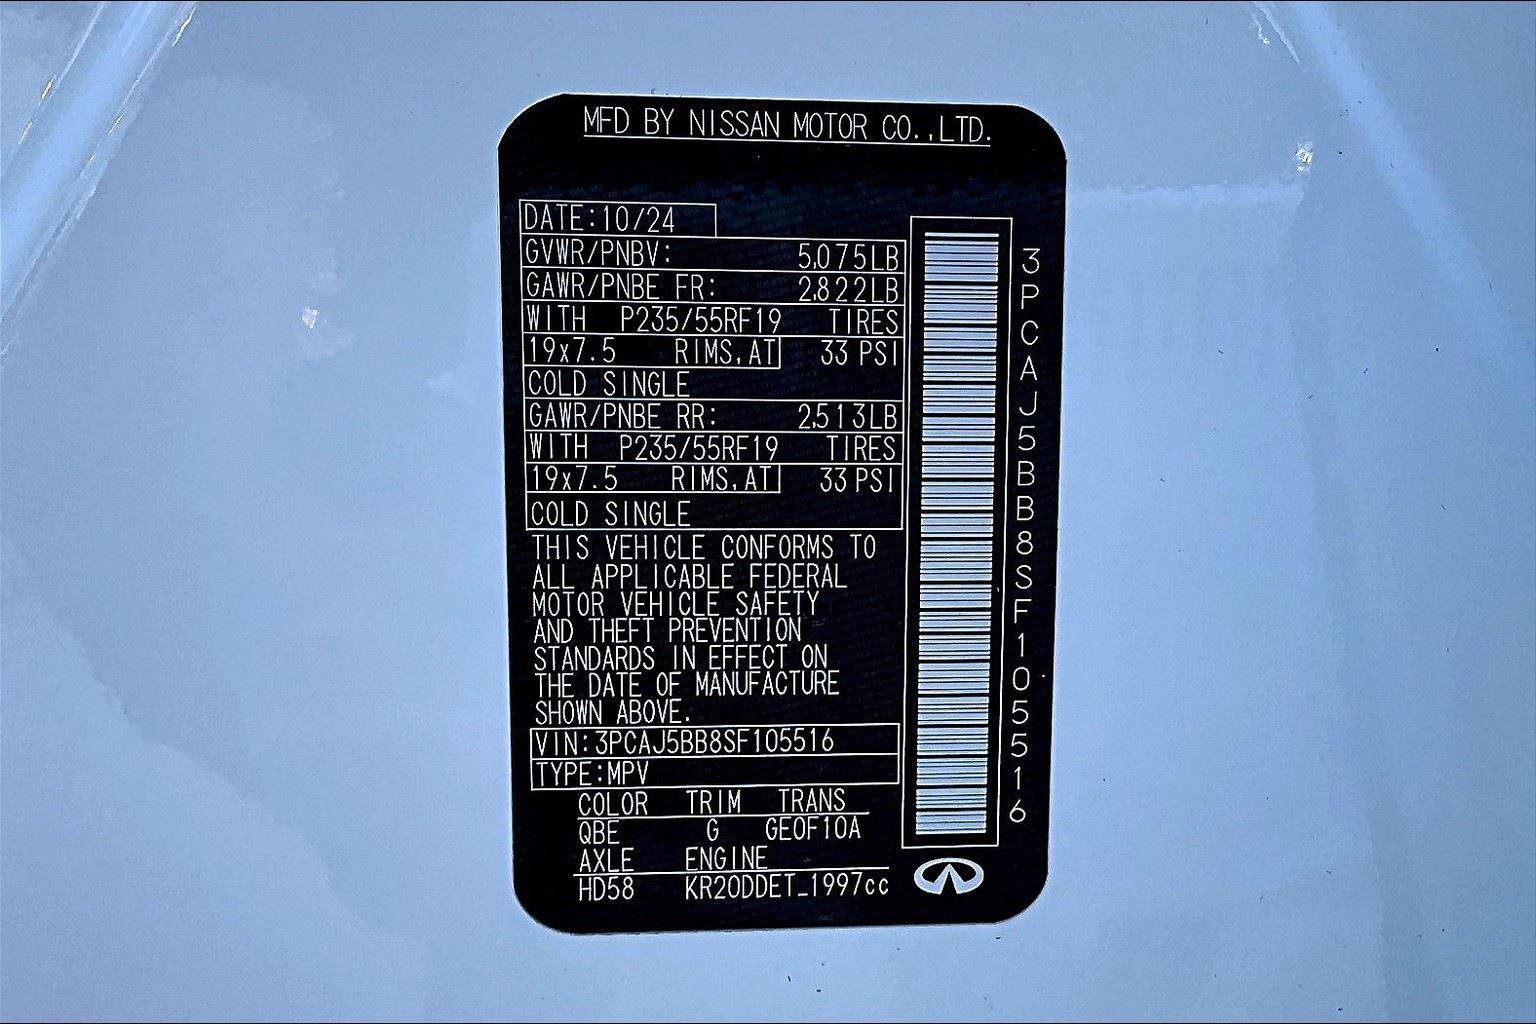 MFD BY NISSAN MOTOR CO.,LTD.
DATE:10/24
GVWR/PNBV: 5,075LB
GAWR/PNBE FR: 2,822LB
WITH P235/55RF19 TIRES
19x7.5 RIMS,AT 33 PSI
COLD SINGLE
GAWR/PNBE RR: 2,513LB
WITH P235/55RF19 TIRES
19x7.5 RIMS,AT 33 PSI
COLD SINGLE
THIS VEHICLE CONFORMS TO
ALL APPLICABLE FEDERAL
MOTOR VEHICLE SAFETY
AND THEFT PREVENTION
STANDARDS IN EFFECT ON
THE DATE OF MANUFACTURE
SHOWN ABOVE.
VIN:3PCAJ5BB8SF105516
TYPE:MPV
COLOR TRIM TRANS
QBE G GE0F10A
AXLE ENGINE
HD58 KR20DDET_1997cc
3PCAJ5BB8SF105516